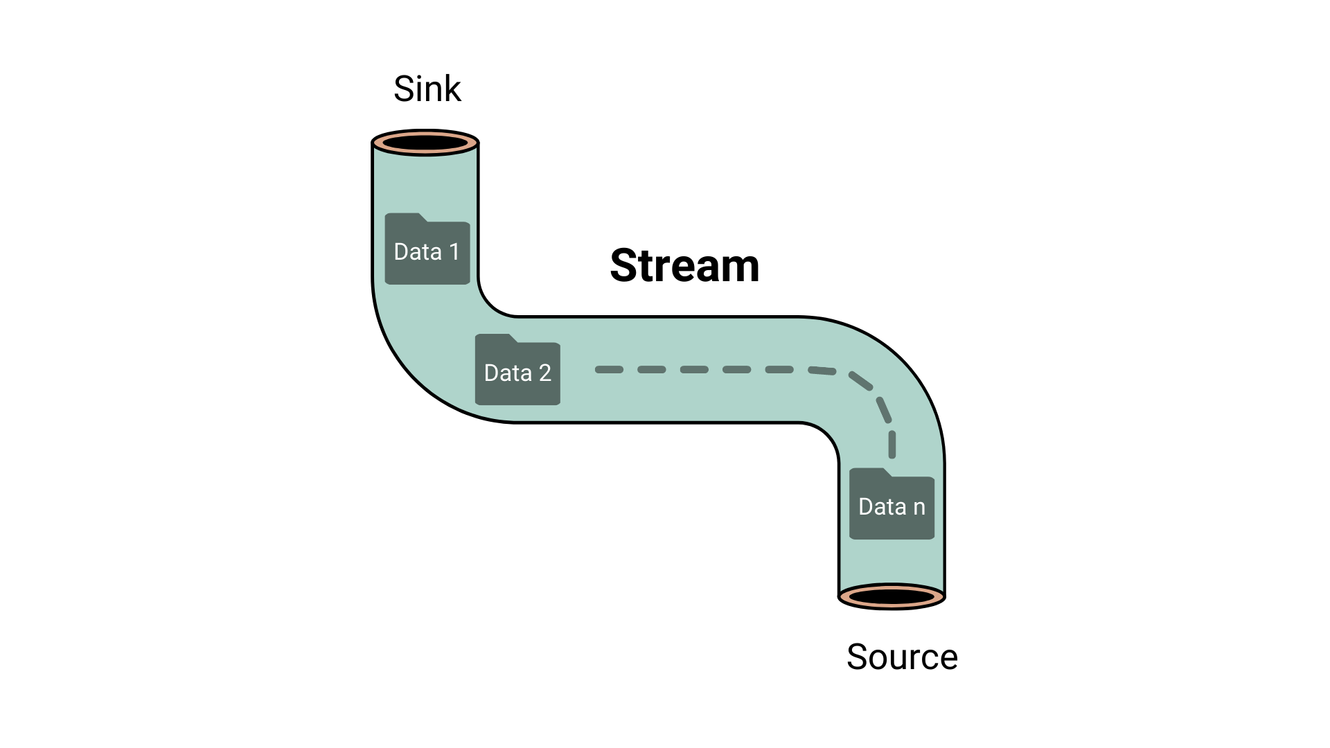 Sink
Data 1
Stream
Data 2
Data n
Source